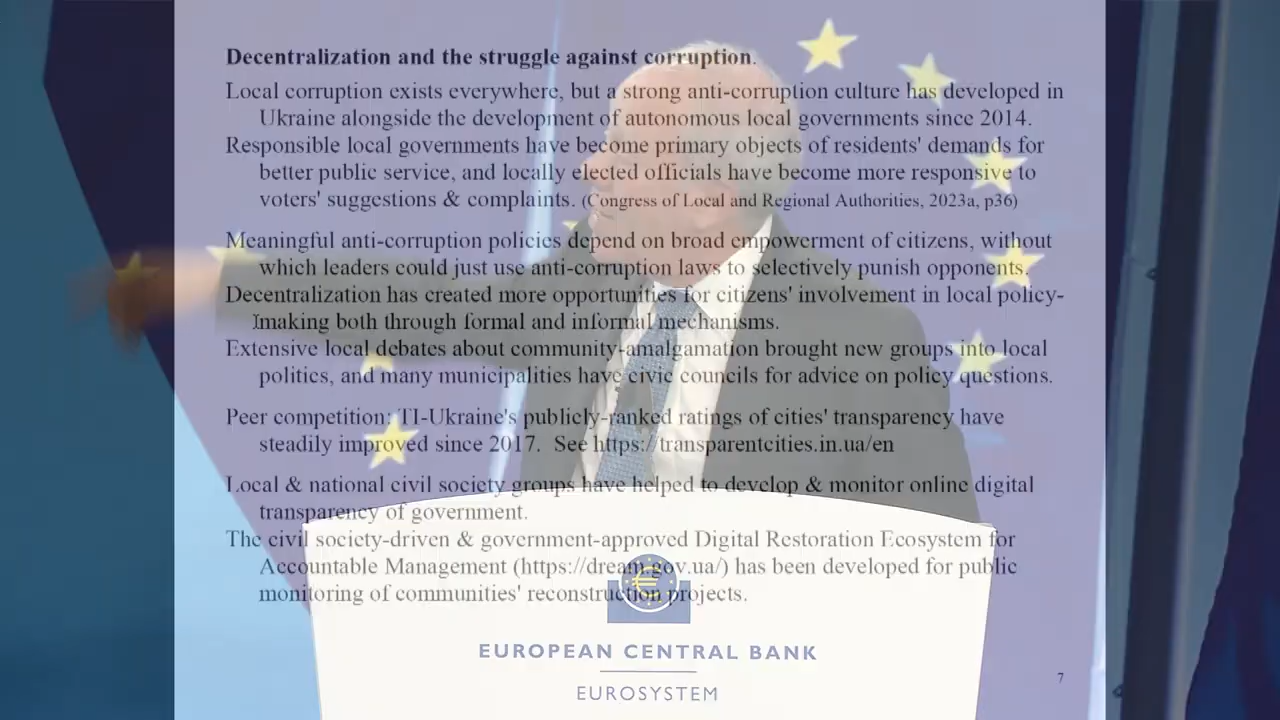 Decentralization and the struggle against corruption.
Local corruption exists everywhere, but a strong anti-corruption culture has developed in
Ukraine alongside the development of autonomous local governments since 2014.
Responsible local governments have become primary objects of residents' demands for
better public service, and locally elected officials have become more responsive to
voters' suggestions & complaints. (Congress of Local and Regional Authorities, 2023a, p36)
Meaningful anti-corruption policies depend on broad empowerment of citizens, without
which leaders could just use anti-corruption laws to selectively punish opponents.
Decentralization has created more opportunities for citizens' involvement in local policy-
making both through formal and informal mechanisms.
Extensive local debates about community-amalgamation brought new groups into local
politics, and many municipalities have civic councils for advice on policy questions.
Peer competition: TI-Ukraine's publicly-ranked ratings of cities' transparency have
steadily improved since 2017. See https://transparentcities.in.ua/en
Local & national civil society groups have helped to develop & monitor online digital
transparency of government.
The civil society-driven & government-approved Digital Restoration Ecosystem for
Accountable Management (https://dream.gov.ua/) has been developed for public
monitoring of communities' reconstruction projects.
EUROPEAN CENTRAL BANK
EUROSYSTEM
7